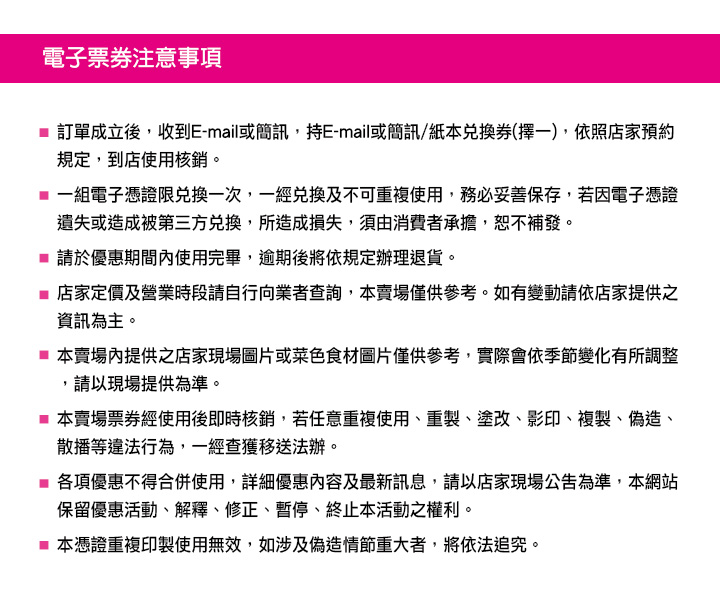 電子票券注意事項
訂單成立後，收到E-mail或簡訊，持E-mail或簡訊/紙本兌換券(擇一)，依照店家預約
規定，到店使用核銷。
一組電子憑證限兌換一次，一經兌換及不可重複使用，務必妥善保存，若因電子憑證
遺失或造成被第三方兌換，所造成損失，須由消費者承擔，恕不補發。
請於優惠期間內使用完畢，逾期後將依規定辦理退貨。
店家定價及營業時段請自行向業者查詢，本賣場僅供參考。如有變動請依店家提供之
資訊為主。
本賣場內提供之店家現場圖片或菜色食材圖片僅供參考，實際會依季節變化有所調整
，請以現場提供為準。
本賣場票券經使用後即時核銷，若任意重複使用、重製、塗改、影印、複製、偽造、
散播等違法行為，一經查獲移送法辦。
各項優惠不得合併使用，詳細優惠內容及最新訊息，請以店家現場公告為準，本網站
保留優惠活動、解釋、修正、暫停、終止本活動之權利。
本憑證重複印製使用無效，如涉及偽造情節重大者，將依法追究。